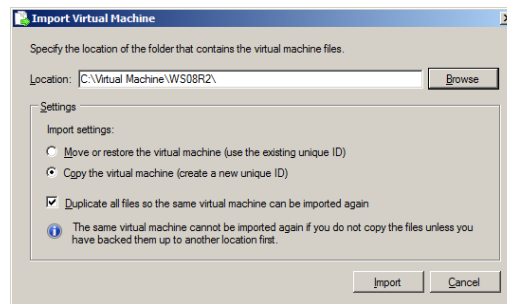 Import Virtual Machine
Specify the location of the folder that contains the virtual machine files.
Location: C:\Virtual Machine\WS08R2\ Browse
Settings
Import settings:
Move or restore the virtual machine (use the existing unique ID)
Copy the virtual machine (create a new unique ID)
Duplicate all files so the same virtual machine can be imported again
The same virtual machine cannot be imported again if you do not copy the files unless you
have backed them up to another location first.
Import Cancel